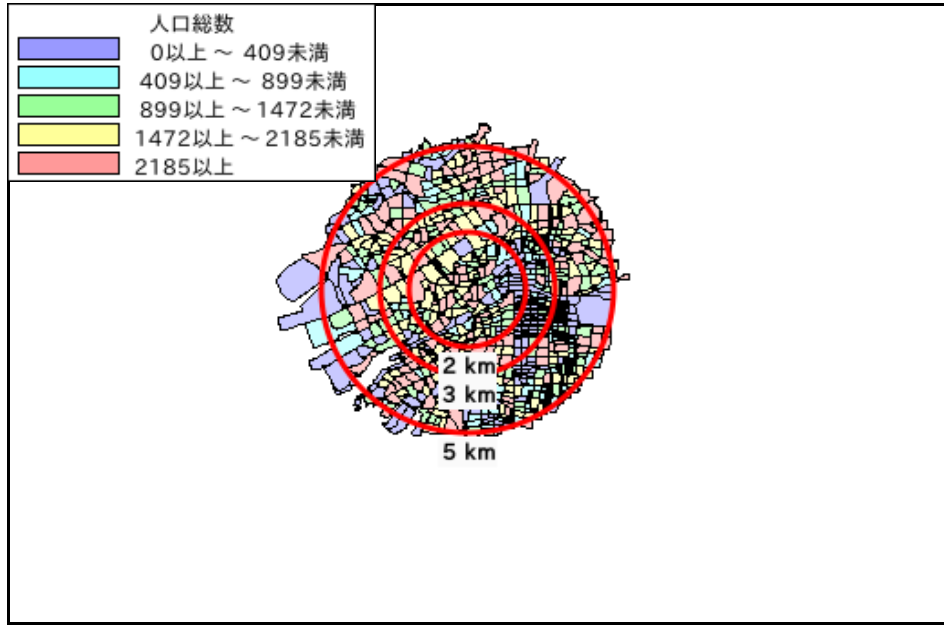 人口総数
0以上 ~ 409未満
409以上 ~ 899未満
899以上 ~ 1472未満
1472以上 ~ 2185未満
2185以上
2 km
3 km
5 km